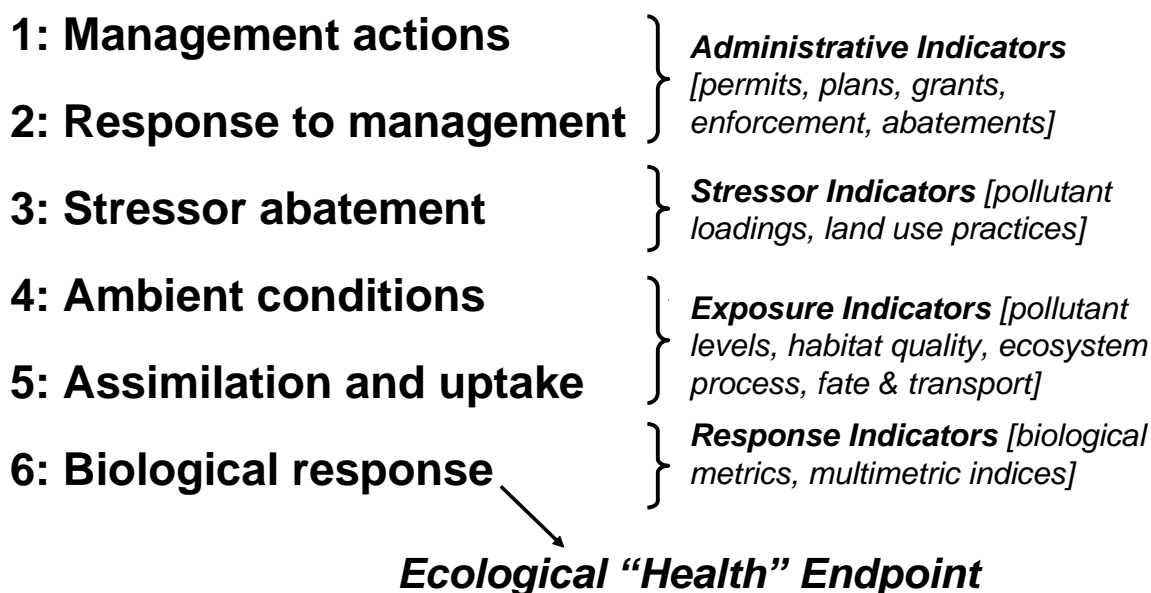 1: Management actions
2: Response to management
Administrative Indicators
[permits, plans, grants,
enforcement, abatements]
3: Stressor abatement
Stressor Indicators [pollutant
loadings, land use practices]
4: Ambient conditions
5: Assimilation and uptake
Exposure Indicators [pollutant
levels, habitat quality, ecosystem
process, fate & transport]
6: Biological response
Response Indicators [biological
metrics, multimetric indices]
Ecological “Health” Endpoint